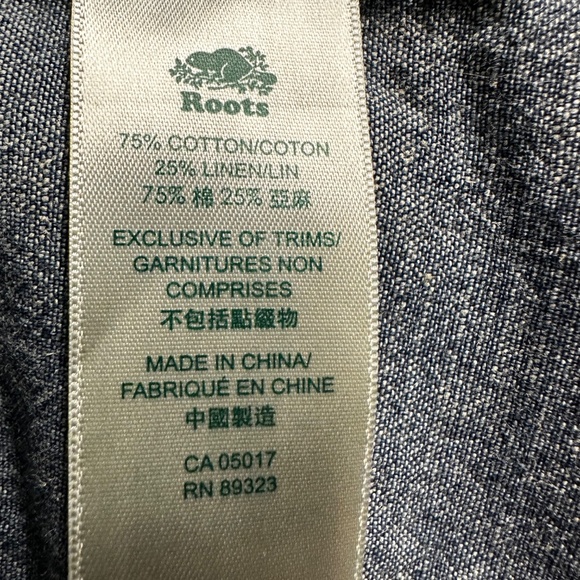 Roots
75% COTTON/COTON
25% LINEN/LIN
75% 棉 25% 亞麻
EXCLUSIVE OF TRIMS/
GARNITURES NON
COMPRISES
不包括點綴物
MADE IN CHINA/
FABRIQUÉ EN CHINE
中國製造
CA 05017
RN 89323